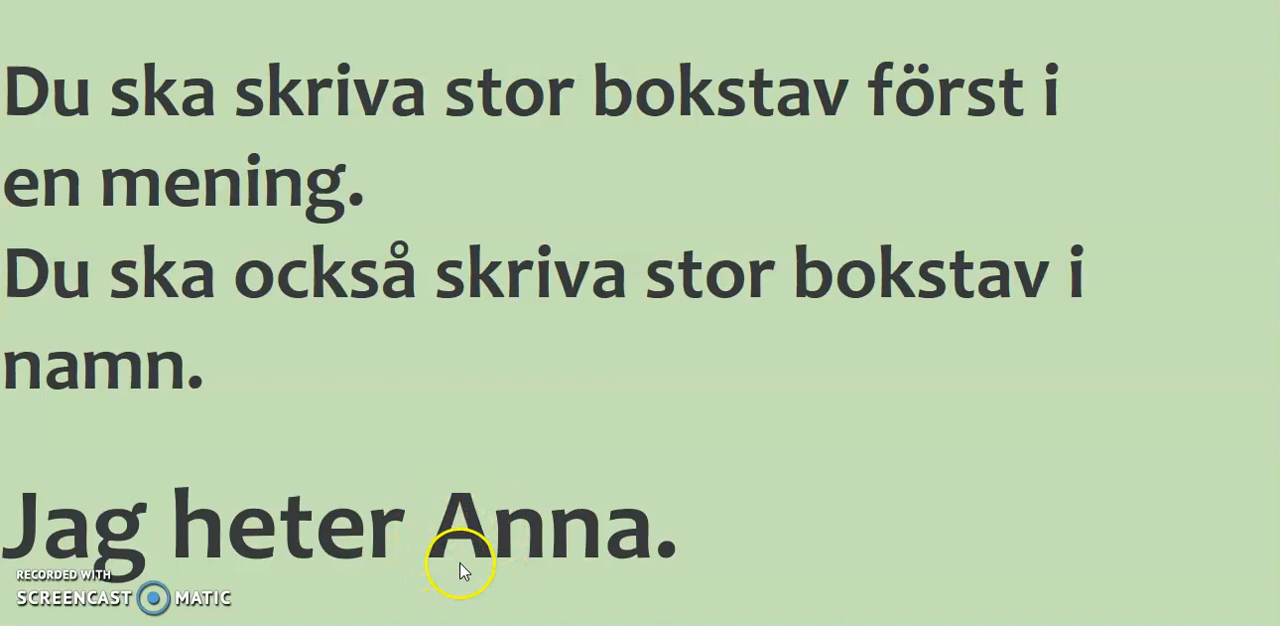 Du ska skriva stor bokstav först i
en mening.
Du ska också skriva stor bokstav i
namn.
Jag heter Anna.
RECORDED WITH
SCREENCAST MATIC